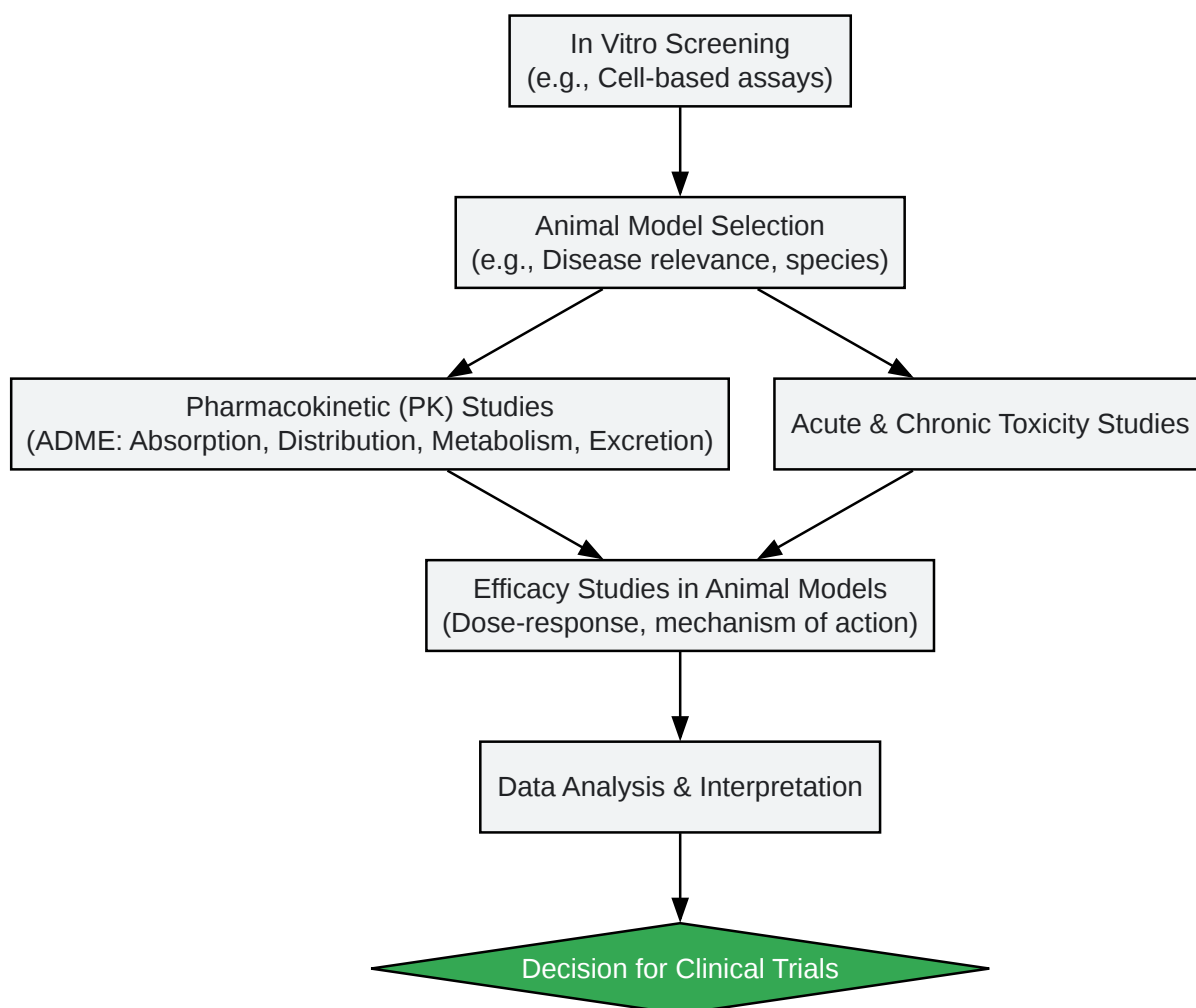 In Vitro Screening
(e.g., Cell-based assays)
Animal Model Selection
(e.g., Disease relevance, species)
Pharmacokinetic (PK) Studies
(ADME: Absorption, Distribution, Metabolism, Excretion)
Acute & Chronic Toxicity Studies
Efficacy Studies in Animal Models
(Dose-response, mechanism of action)
Data Analysis & Interpretation
Decision for Clinical Trials